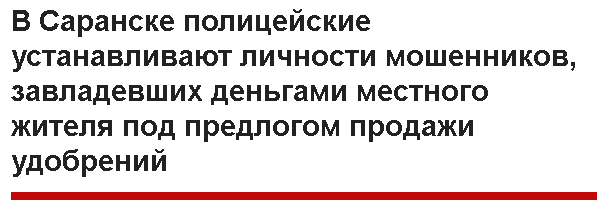 В Саранске полицейские
устанавливают личности мошенников,
завладевших деньгами местного
жителя под предлогом продажи
удобрений